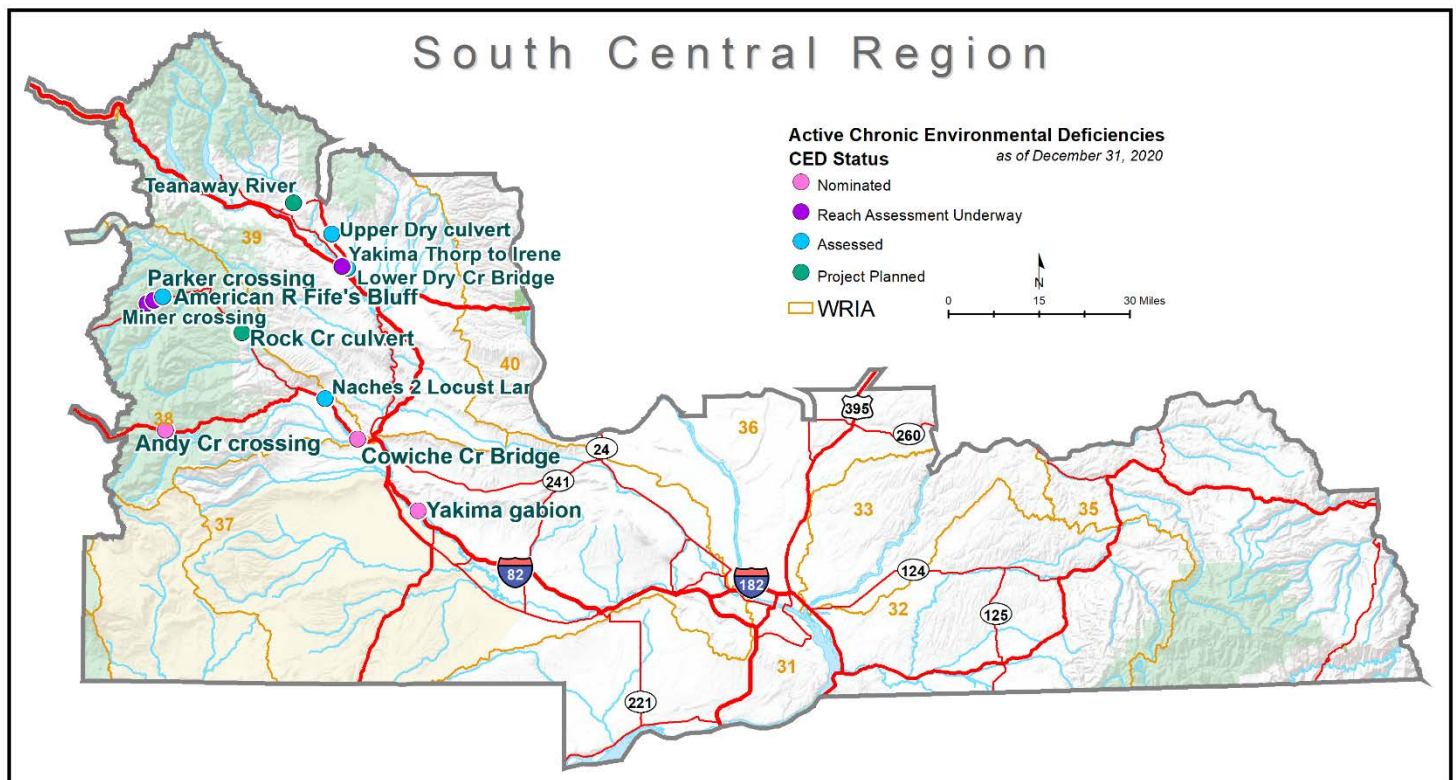 South Central Region
Active Chronic Environmental Deficiencies
CED Status
as of December 31, 2020
Nominated
Reach Assessment Underway
Assessed
Project Planned
WRIA
N
0 15 30 Miles
Teanaway River
Upper Dry culvert
39
Yakima Thorp to Irene
Lower Dry Cr Bridge
Parker crossing
American R Fife's Bluff
Miner crossing
Rock Cr culvert
40
Naches 2 Locust Lan
38
Andy Cr crossing
Cowiche Cr Bridge
36
395
260
24
241
Yakima gabion
37
33
35
82
182
124
32
125
31
221